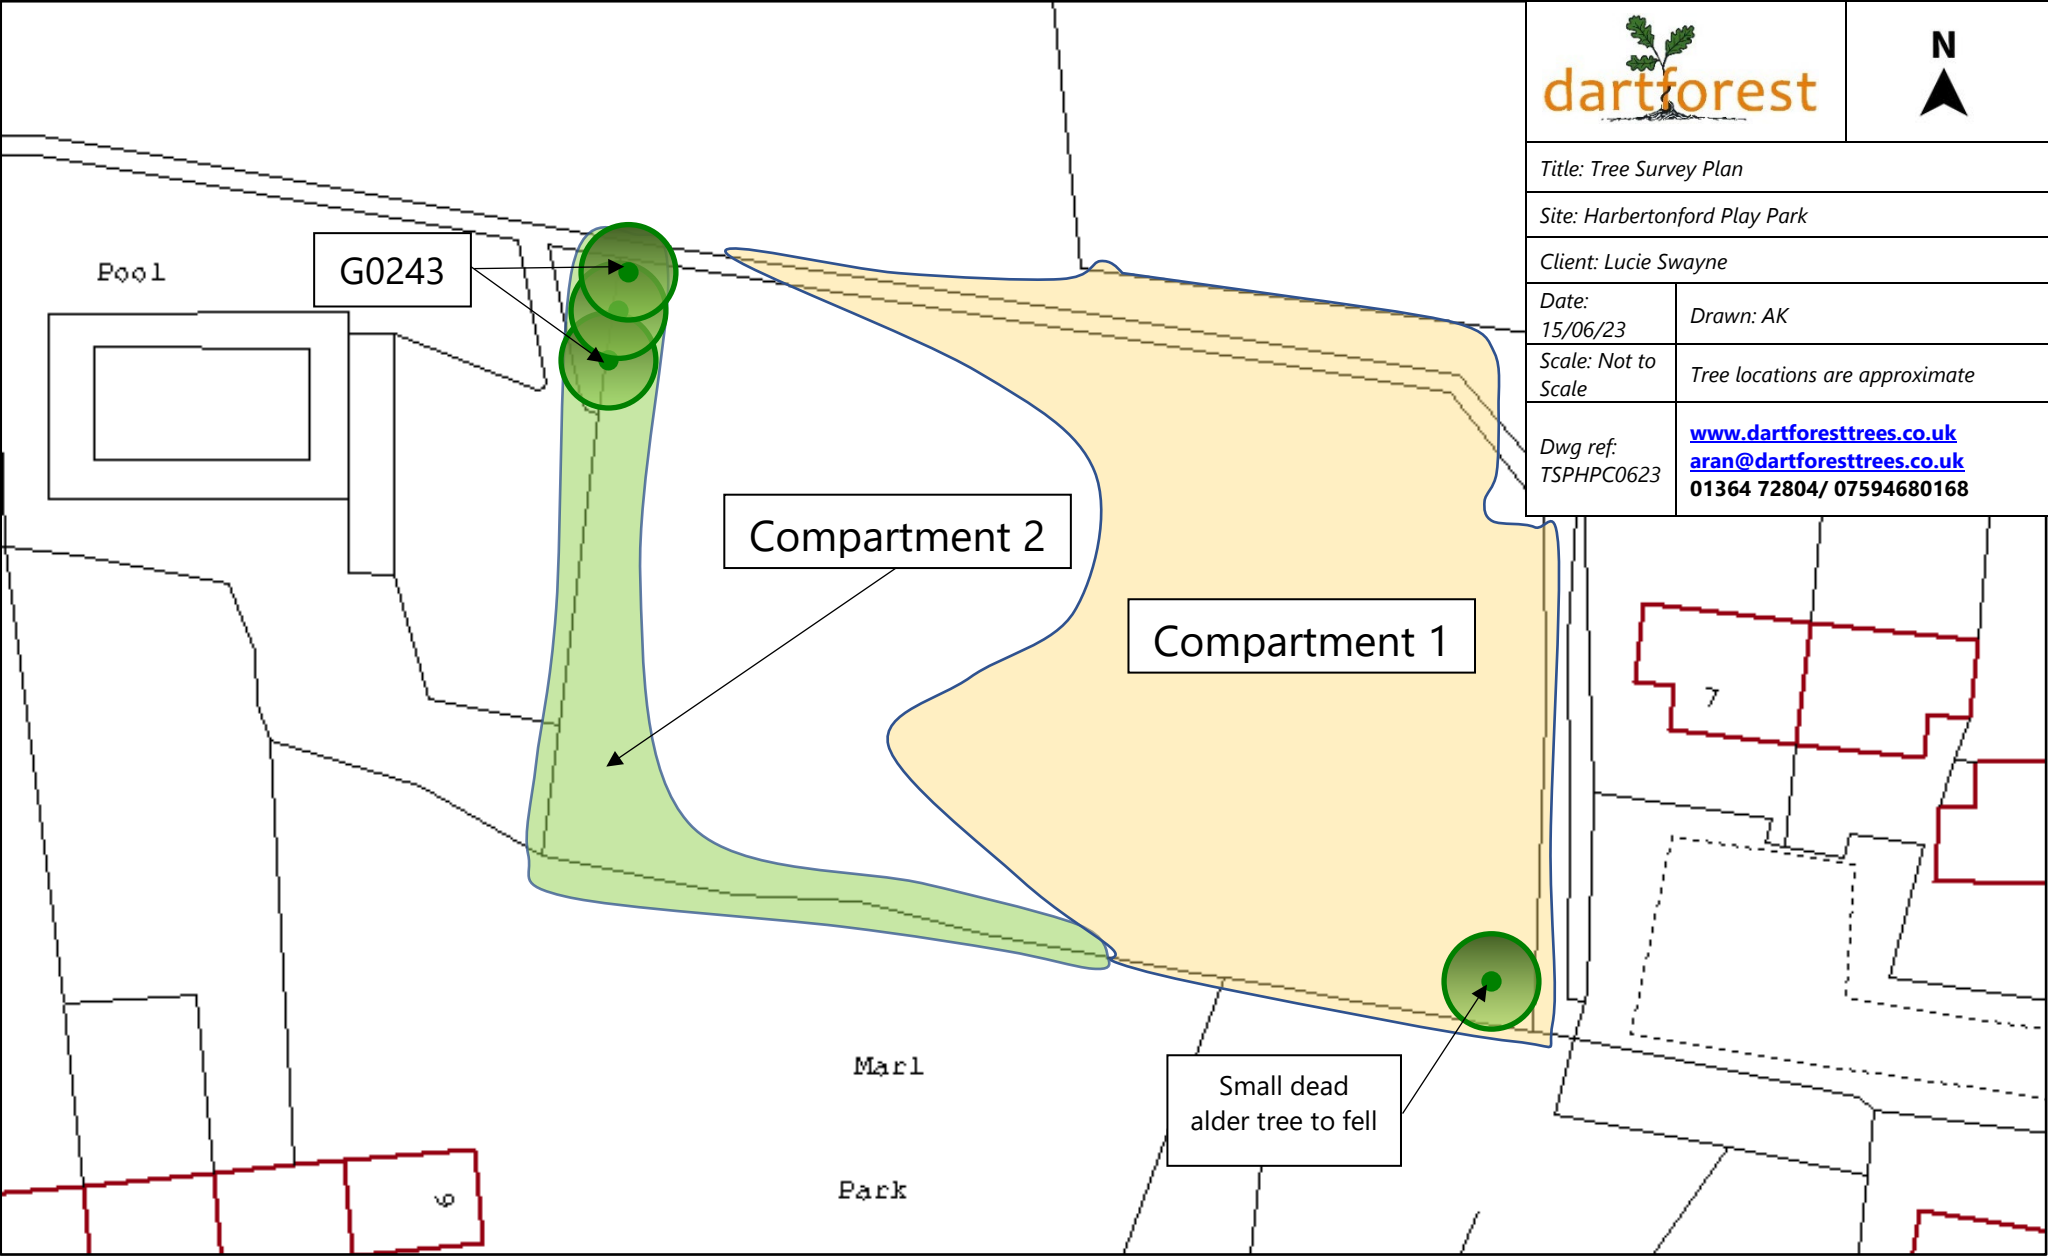 dartforest
N
Title: Tree Survey Plan
Site: Harbertonford Play Park
Client: Lucie Swayne
Date:
15/06/23
Drawn: AK
Scale: Not to
Scale
Tree locations are approximate
Dwg ref:
TSPHPC0623
www.dartforesttrees.co.uk
aran@dartforesttrees.co.uk
01364 72804/ 07594680168
Pool
G0243
Compartment 2
Compartment 1
7
Marl
Small dead
alder tree to fell
Park
6